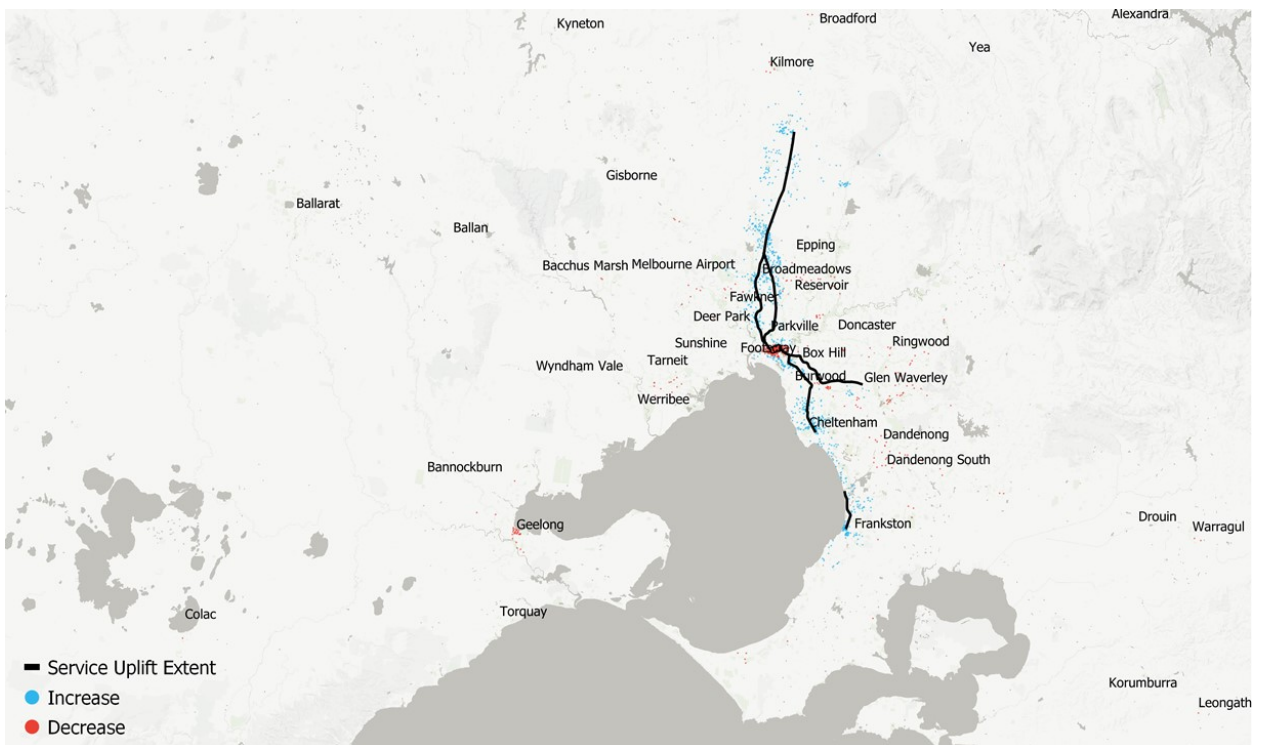 Kyneton
Broadford
Alexandra
Yea
Kilmore
Gisborne
Ballarat
Ballan
Epping
Bacchus Marsh
Melbourne Airport
Broadmeadows
Reservoir
Fawkner
Deer Park
Parkville
Doncaster
Sunshine
Footscray
Box Hill
Ringwood
Wyndham Vale
Tarneit
Burwood
Glen Waverley
Werribee
Cheltenham
Dandenong
Bannockburn
Dandenong South
Geelong
Frankston
Drouin
Warragul
Colac
Torquay
Korumburra
Leongath
Service Uplift Extent
Increase
Decrease